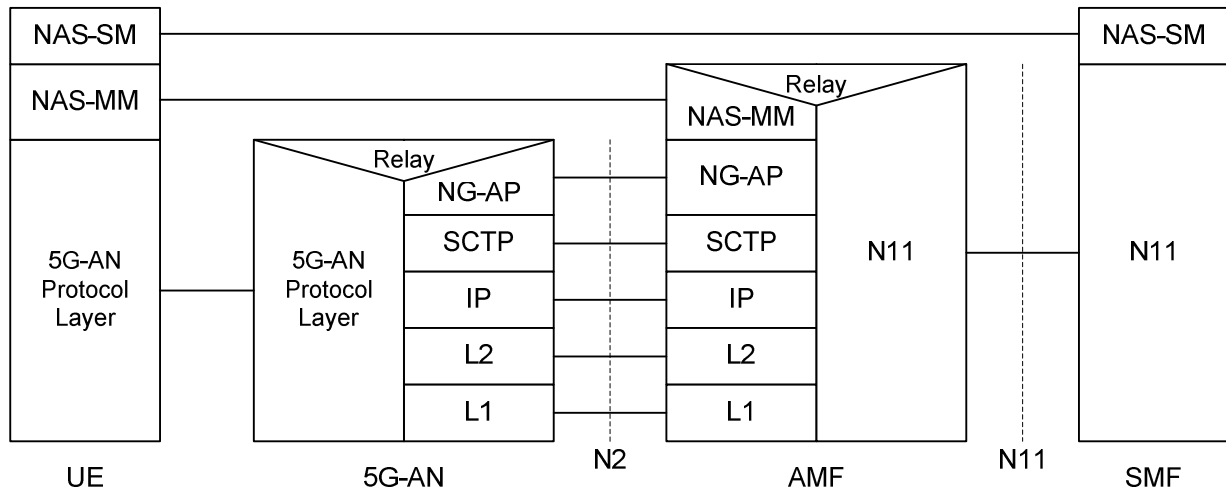 NAS-SM
NAS-SM
NAS-MM
Relay
NAS-MM
Relay
NG-AP
NG-AP
5G-AN
Protocol
Layer
5G-AN
Protocol
Layer
SCTP
SCTP
N11
N11
IP
IP
L2
L2
L1
L1
N2
N11
UE
5G-AN
AMF
SMF